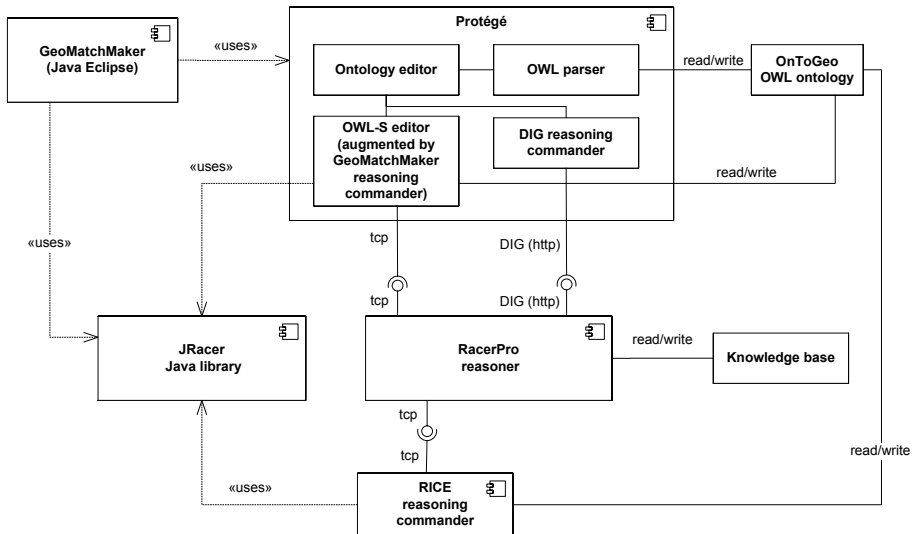 Protégé
GeoMatchMaker
(Java Eclipse)
«uses»
Ontology editor
OWL parser
read/write
OnToGeo
OWL ontology
OWL-S editor
(augmented by
GeoMatchMaker
reasoning
commander)
DIG reasoning
commander
«uses»
read/write
«uses»
tcp
DIG (http)
tcp
DIG (http)
JRacer
Java library
RacerPro
reasoner
read/write
Knowledge base
tcp
tcp
read/write
«uses»
RICE
reasoning
commander